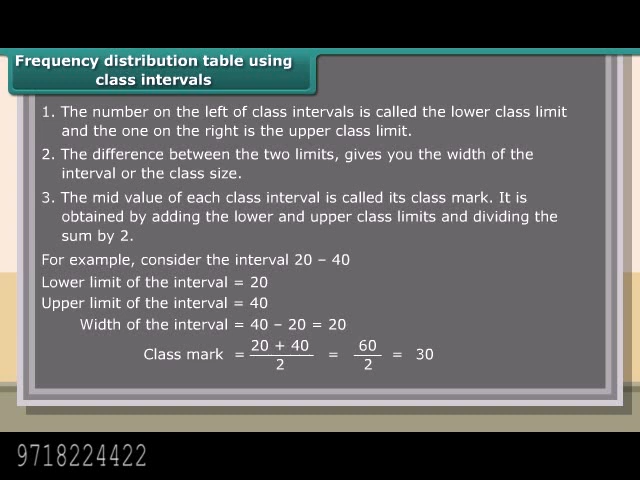 Frequency distribution table using
class intervals
1. The number on the left of class intervals is called the lower class limit
and the one on the right is the upper class limit.
2. The difference between the two limits, gives you the width of the
interval or the class size.
3. The mid value of each class interval is called its class mark. It is
obtained by adding the lower and upper class limits and dividing the
sum by 2.
For example, consider the interval 20 – 40
Lower limit of the interval = 20
Upper limit of the interval = 40
Width of the interval = 40 – 20 = 20
Class mark = (20 + 40)/2 = 60/2 = 30
9718224422